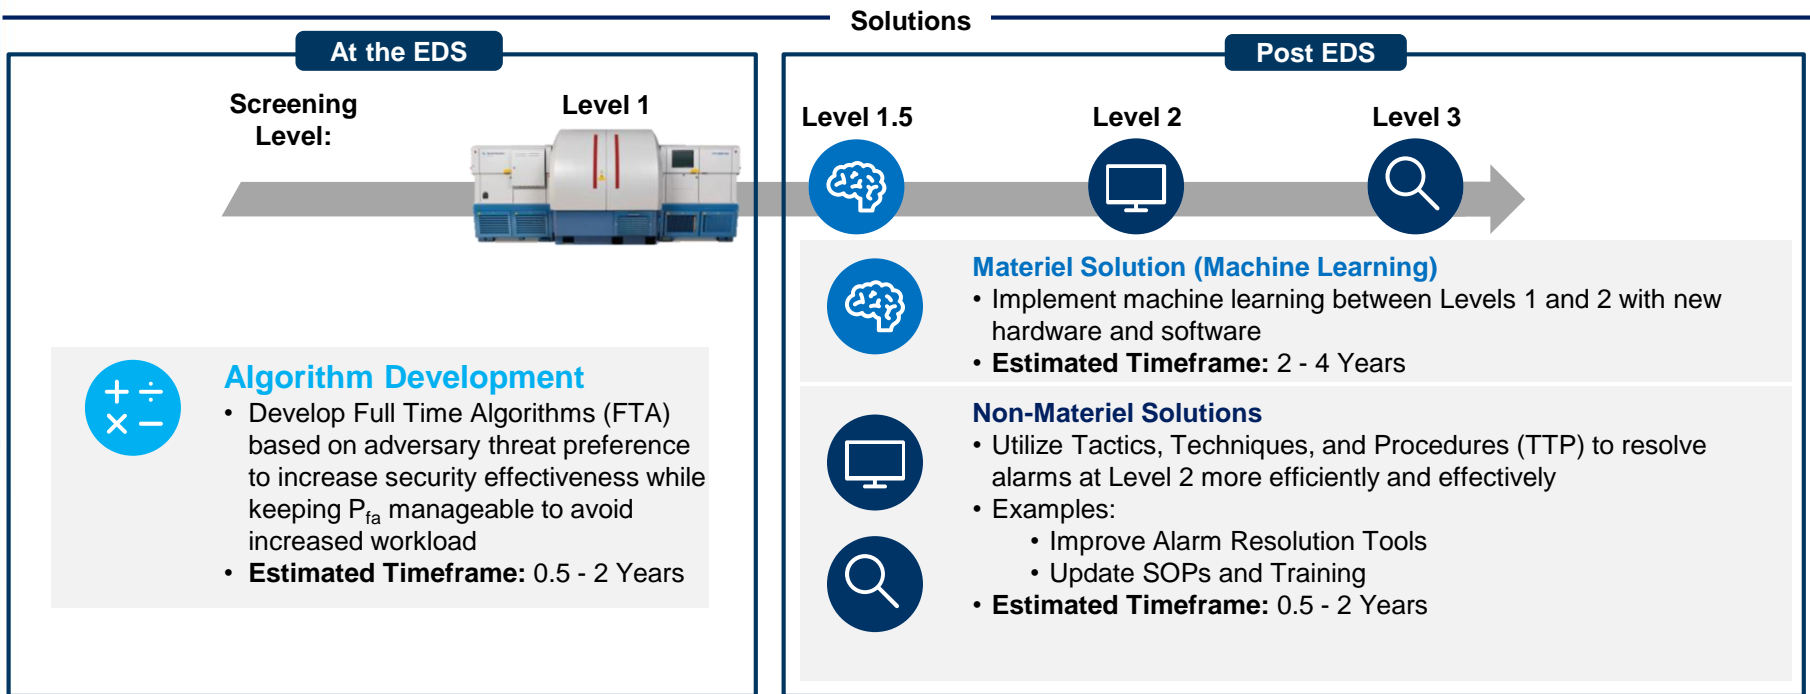 Solutions
At the EDS
Screening
Level:
Level 1
Algorithm Development
• Develop Full Time Algorithms (FTA)
based on adversary threat preference
to increase security effectiveness while
keeping Pfa manageable to avoid
increased workload
• Estimated Timeframe: 0.5 - 2 Years
Post EDS
Level 1.5
Level 2
Level 3
Materiel Solution (Machine Learning)
• Implement machine learning between Levels 1 and 2 with new
hardware and software
• Estimated Timeframe: 2 - 4 Years
Non-Materiel Solutions
• Utilize Tactics, Techniques, and Procedures (TTP) to resolve
alarms at Level 2 more efficiently and effectively
• Examples:
• Improve Alarm Resolution Tools
• Update SOPs and Training
• Estimated Timeframe: 0.5 - 2 Years